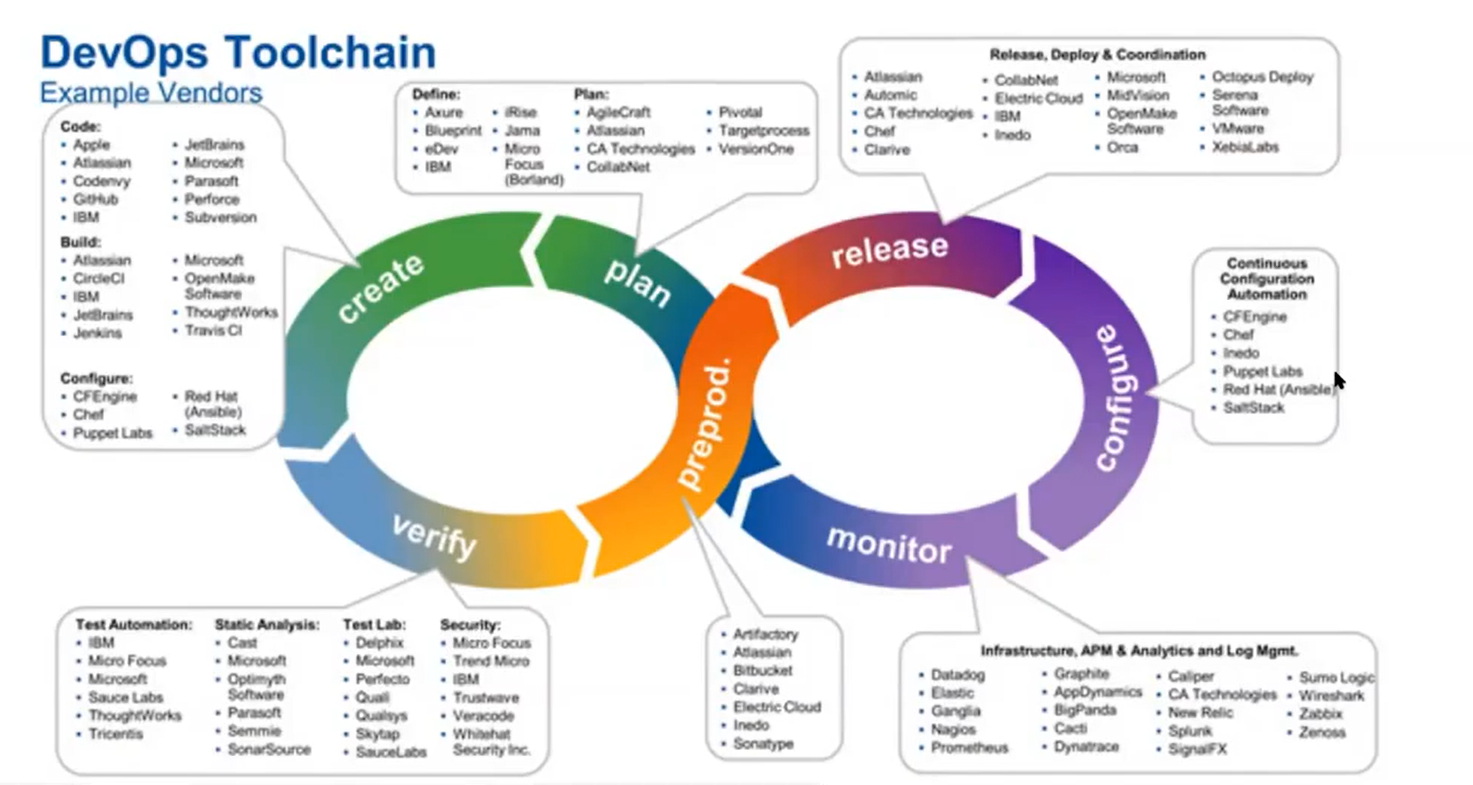 DevOps Toolchain
Example Vendors
Code:
• Apple
• Atlassian
• Codenvy
• GitHub
• IBM
• JetBrains
• Microsoft
• Parasoft
• Perforce
• Subversion
Build:
• Atlassian
• CircleCI
• IBM
• JetBrains
• Jenkins
• Microsoft
• OpenMake
Software
• ThoughtWorks
• Travis CI
Configure:
• CFEngine
• Chef
• Puppet Labs
• Red Hat
(Ansible)
• SaltStack
Define:
• Axure
• Blueprint
• eDev
• IBM
• iRise
• Jama
• Micro
Focus
(Borland)
Plan:
• AgileCraft
• Atlassian
• CA Technologies
• CollabNet
• Pivotal
• Targetprocess
• VersionOne
Release, Deploy & Coordination
• Atlassian
• Automic
• CA Technologies
• Chef
• Clarive
• CollabNet
• Electric Cloud
• IBM
• Inedo
• Microsoft
• MidVision
• OpenMake
Software
• Orca
• Octopus Deploy
• Serena
Software
• VMware
• XebiaLabs
create
plan
release
configure
preprod.
verify
monitor
Continuous
Configuration
Automation
• CFEngine
• Chef
• Inedo
• Puppet Labs
• Red Hat (Ansible)
• SaltStack
Test Automation:
• IBM
• Micro Focus
• Microsoft
• Sauce Labs
• ThoughtWorks
• Tricentis
Static Analysis:
• Cast
• Microsoft
• Optimyth
Software
• Parasoft
• Semmie
• SonarSource
Test Lab:
• Delphix
• Microsoft
• Perfecto
• Quali
• Qualsys
• Skytap
• SauceLabs
Security:
• Micro Focus
• Trend Micro
• IBM
• Trustwave
• Veracode
• Whitehat
Security Inc.
• Artifactory
• Atlassian
• Bitbucket
• Clarive
• Electric Cloud
• Inedo
• Sonatype
Infrastructure, APM & Analytics and Log Mgmt.
• Datadog
• Elastic
• Ganglia
• Nagios
• Prometheus
• Graphite
• AppDynamics
• BigPanda
• Cacti
• Dynatrace
• Caliper
• CA Technologies
• New Relic
• Splunk
• SignalFX
• Sumo Logic
• Wireshark
• Zabbix
• Zenoss